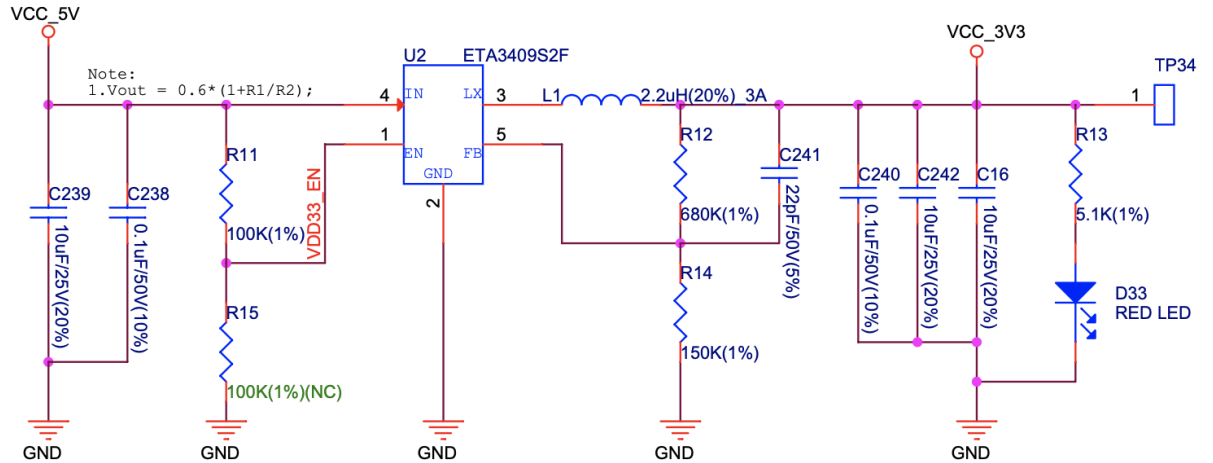 VCC_5V
Note:
1.Vout = 0.6*(1+R1/R2);
U2
ETA3409S2F
4
IN
LX
3
1
EN
FB
5
GND
2
L1
2.2uH(20%)_3A
VCC_3V3
TP34
1
C239
10uF/25V(20%)
C238
0.1uF/50V(10%)
R11
100K(1%)
VDD33_EN
R15
100K(1%)(NC)
R12
680K(1%)
C241
22pF/50V(5%)
R14
150K(1%)
C240
0.1uF/50V(10%)
C242
10uF/25V(20%)
C16
10uF/25V(20%)
R13
5.1K(1%)
D33
RED LED
GND
GND
GND
GND
GND